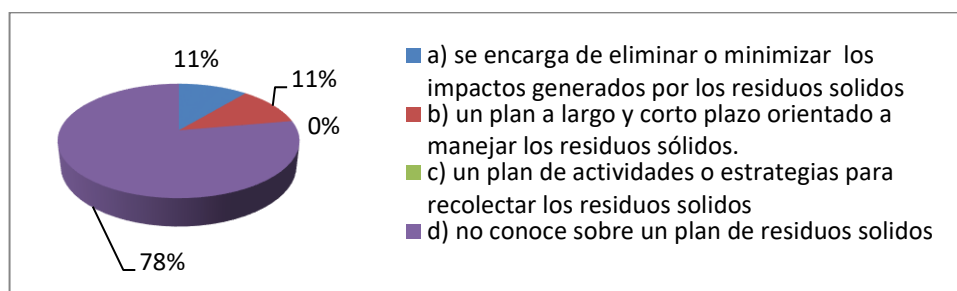 11%
11%
0%
78%
a) se encarga de eliminar o minimizar los
impactos generados por los residuos solidos
b) un plan a largo y corto plazo orientado a
manejar los residuos sólidos.
c) un plan de actividades o estrategias para
recolectar los residuos solidos
d) no conoce sobre un plan de residuos solidos